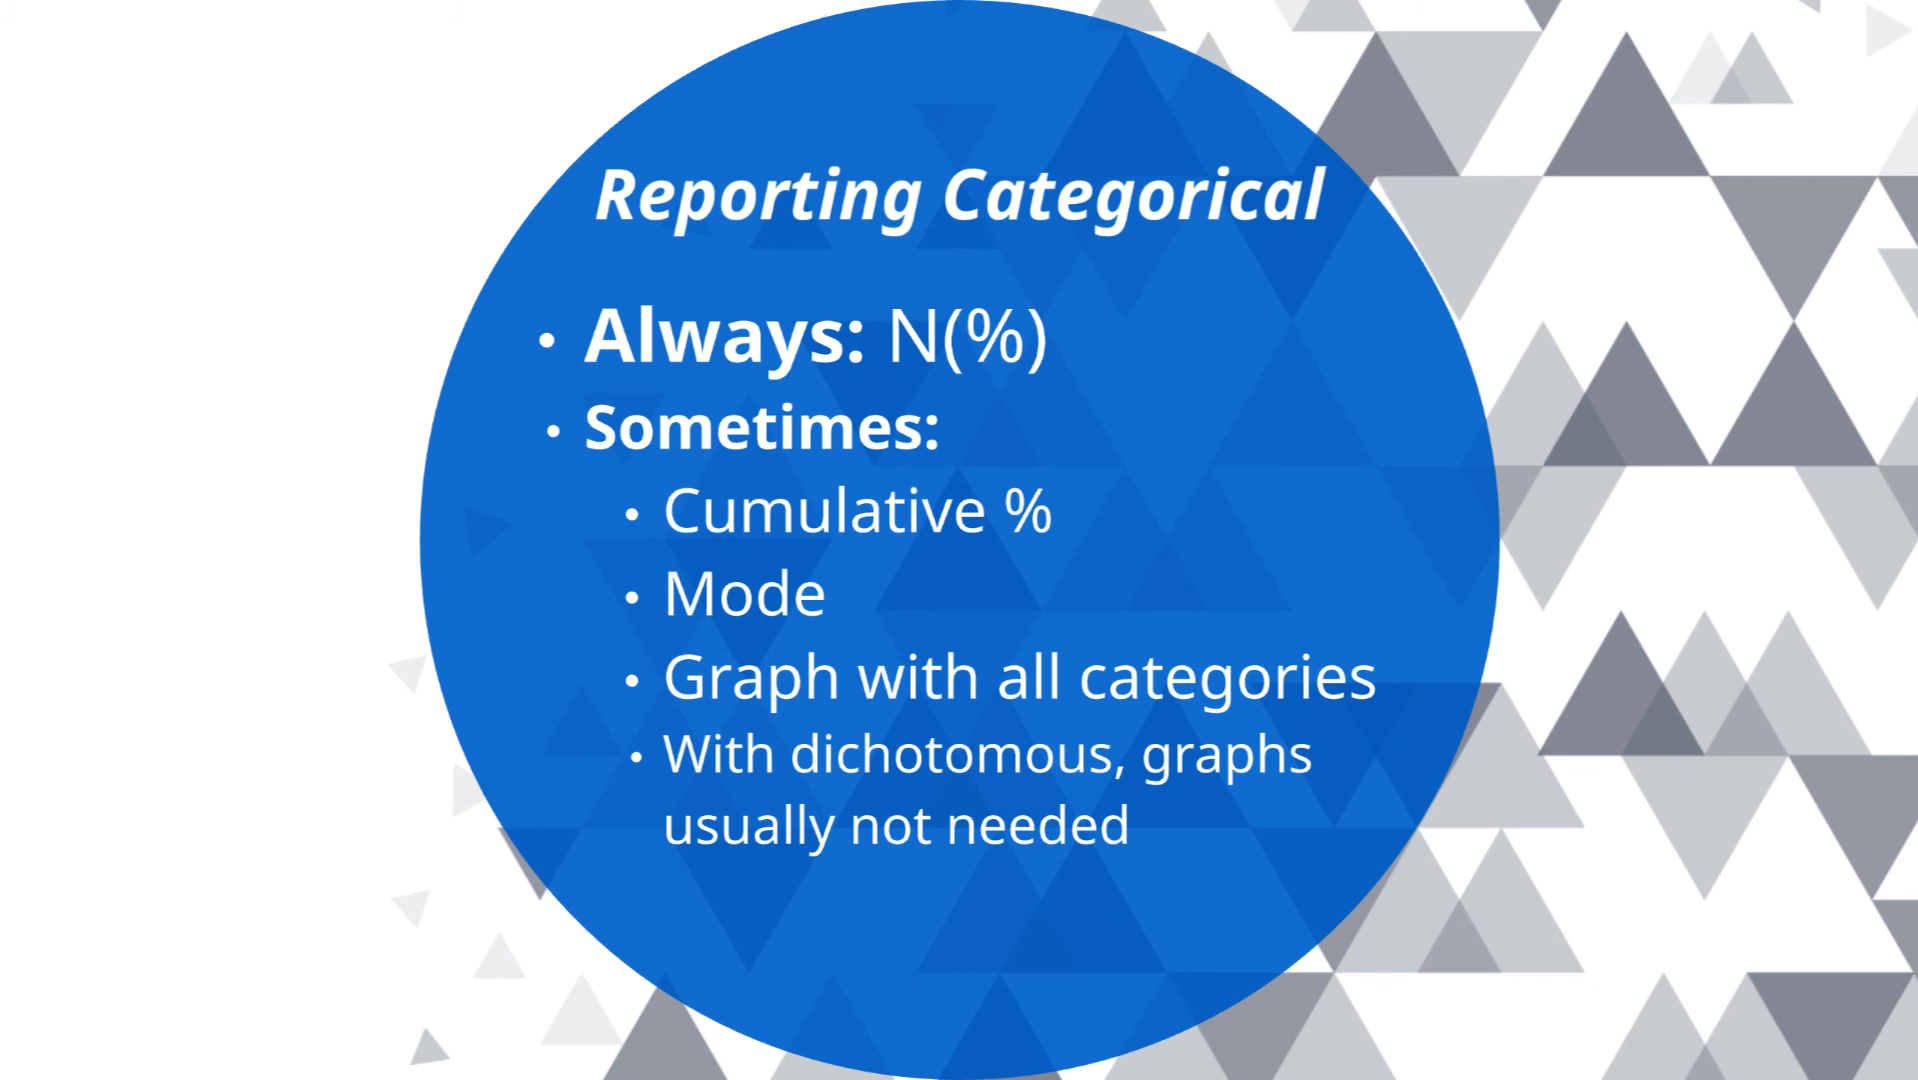 Reporting Categorical
• Always: N(%)
• Sometimes:
• Cumulative %
• Mode
• Graph with all categories
• With dichotomous, graphs
usually not needed